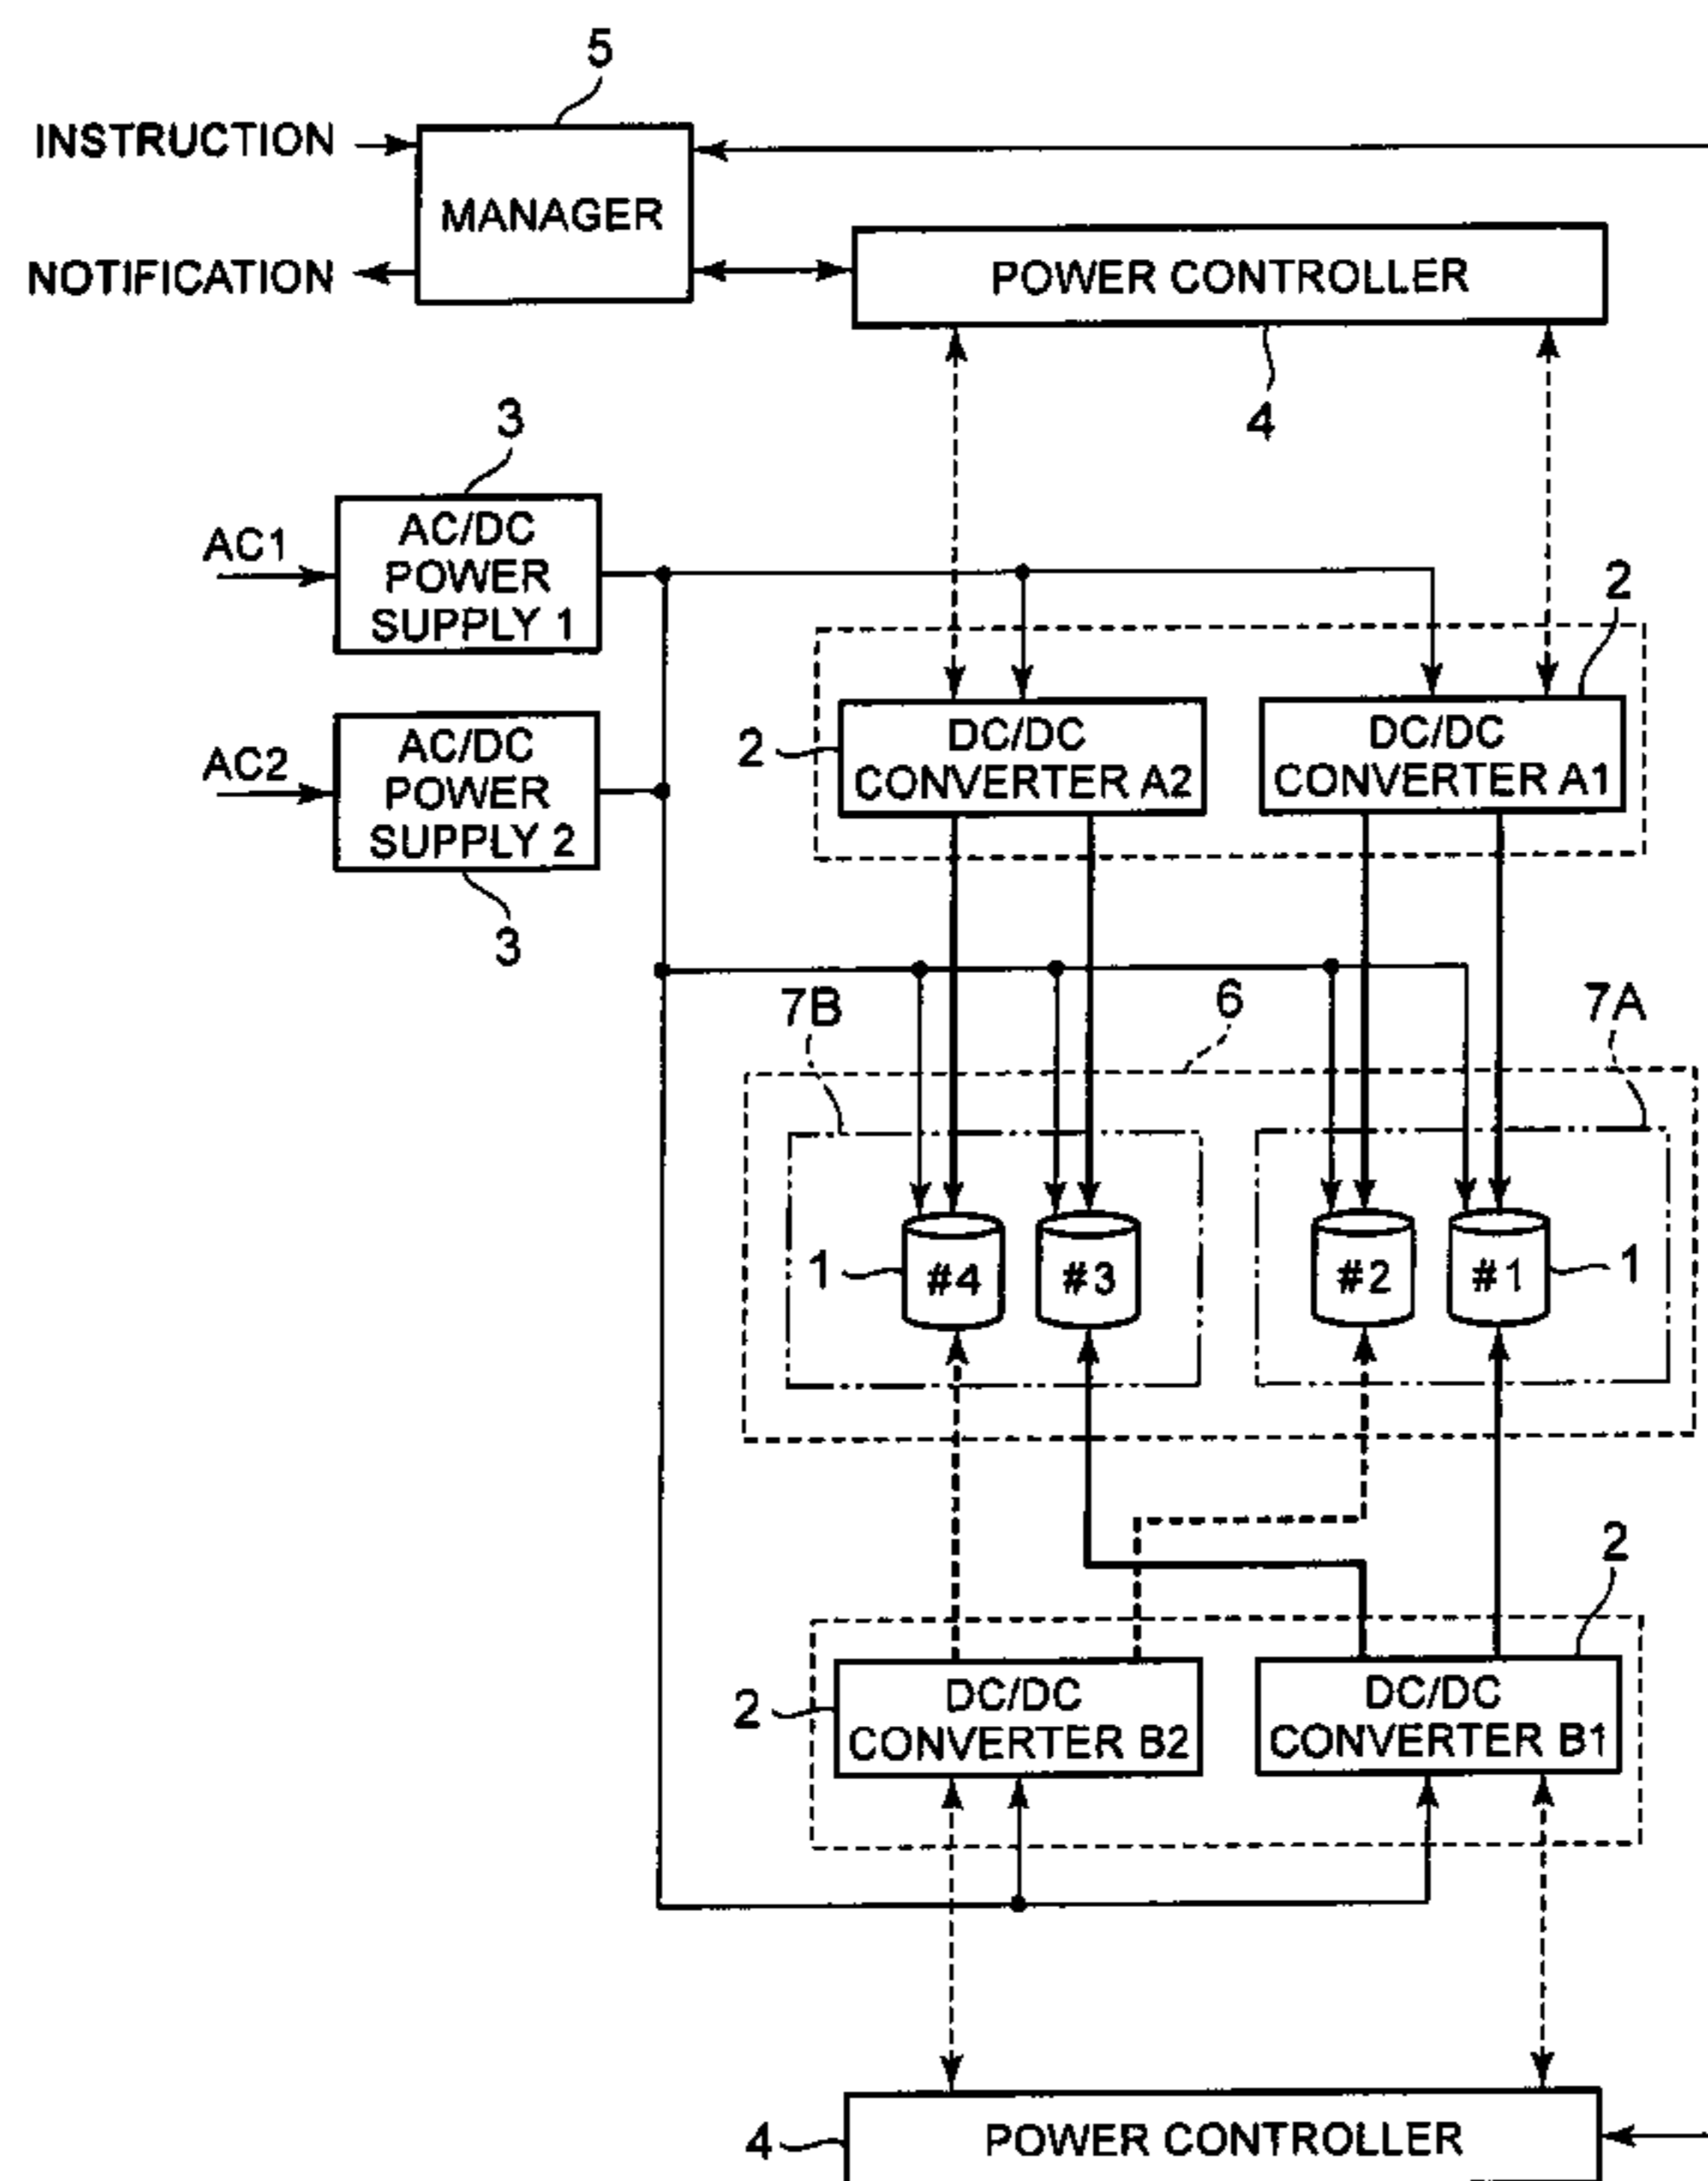 5
INSTRUCTION
MANAGER
NOTIFICATION
POWER CONTROLLER
4
3
AC1
AC/DC
POWER
SUPPLY 1
2
AC2
AC/DC
POWER
SUPPLY 2
3
2
DC/DC
CONVERTER A2
DC/DC
CONVERTER A1
7B
6
7A
1
#4
#3
#2
#1
1
2
2
DC/DC
CONVERTER B2
DC/DC
CONVERTER B1
4
POWER CONTROLLER